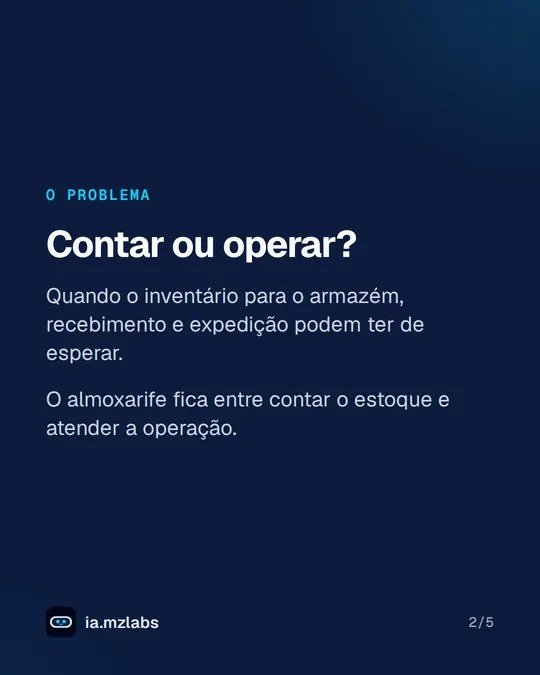 O PROBLEMA
Contar ou operar?
Quando o inventário para o armazém,
recebimento e expedição podem ter de
esperar.
O almoxarife fica entre contar o estoque e
atender a operação.
ia.mzlabs
2/5